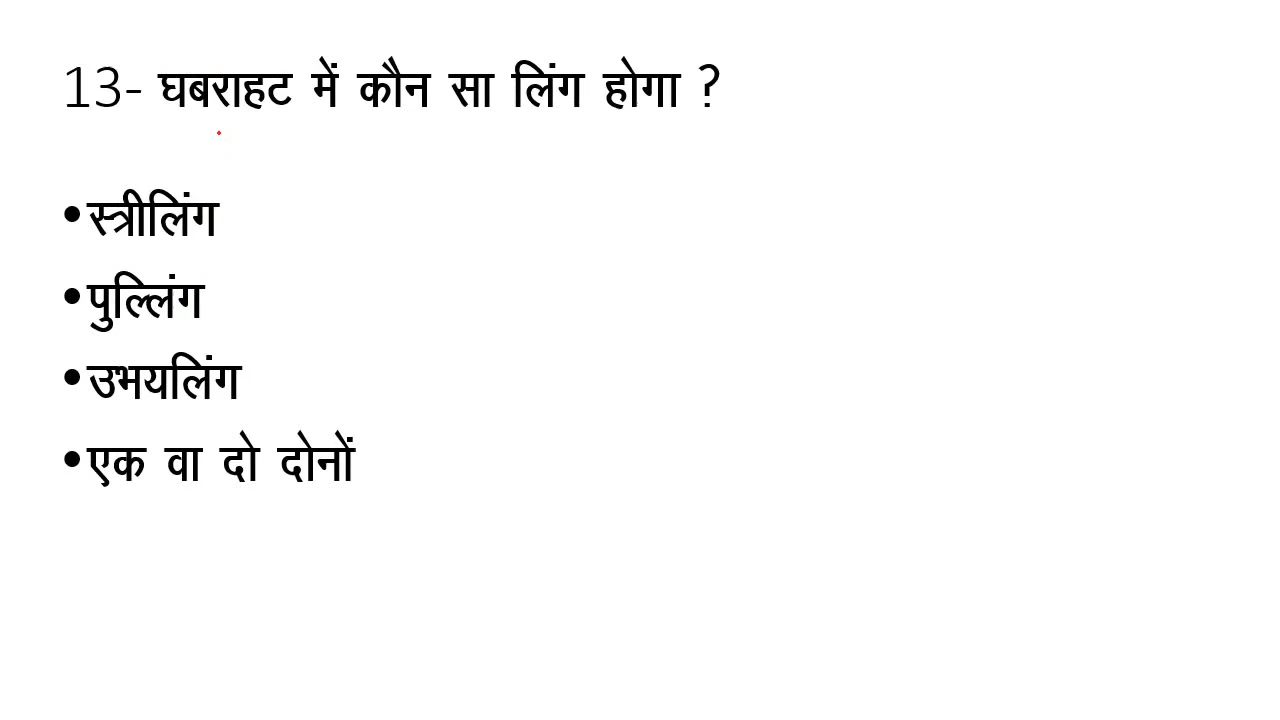 13- घबराहट में कौन सा लिंग होगा ?
•स्त्रीलिंग
•पुल्लिंग
•उभयलिंग
•एक वा दो दोनों